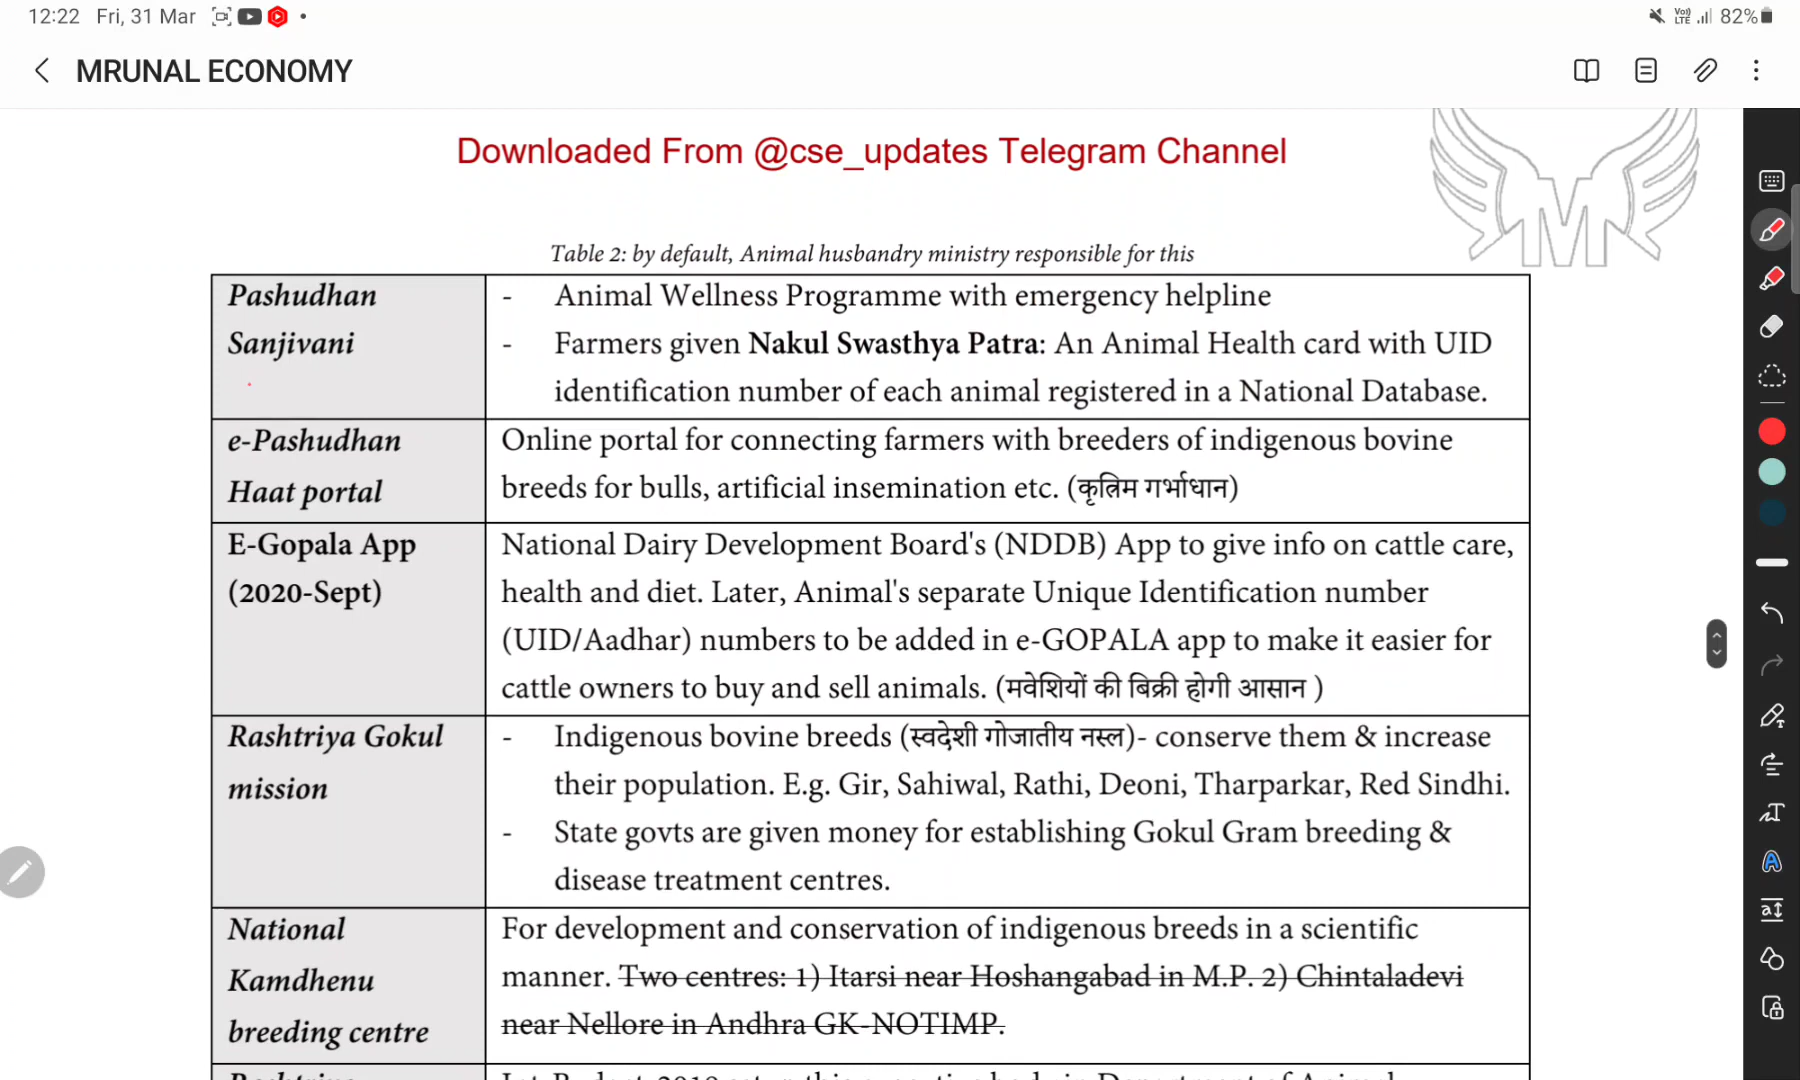 12:22 Fri, 31 Mar
82%
MRUNAL ECONOMY
Downloaded From @cse_updates Telegram Channel
M
Table 2: by default, Animal husbandry ministry responsible for this
Pashudhan
Sanjivani
- Animal Wellness Programme with emergency helpline
- Farmers given Nakul Swasthya Patra: An Animal Health card with UID
identification number of each animal registered in a National Database.
e-Pashudhan
Haat portal
Online portal for connecting farmers with breeders of indigenous bovine
breeds for bulls, artificial insemination etc. (कृत्रिम गर्भाधान)
E-Gopala App
(2020-Sept)
National Dairy Development Board's (NDDB) App to give info on cattle care,
health and diet. Later, Animal's separate Unique Identification number
(UID/Aadhar) numbers to be added in e-GOPALA app to make it easier for
cattle owners to buy and sell animals. (मवेशियों की बिक्री होगी आसान )
Rashtriya Gokul
mission
- Indigenous bovine breeds (स्वदेशी गोजातीय नस्ल)- conserve them & increase
their population. E.g. Gir, Sahiwal, Rathi, Deoni, Tharparkar, Red Sindhi.
- State govts are given money for establishing Gokul Gram breeding &
disease treatment centres.
National
Kamdhenu
breeding centre
For development and conservation of indigenous breeds in a scientific
manner. Two centres: 1) Itarsi near Hoshangabad in M.P. 2) Chintaladevi
near Nellore in Andhra GK-NOTIMP.